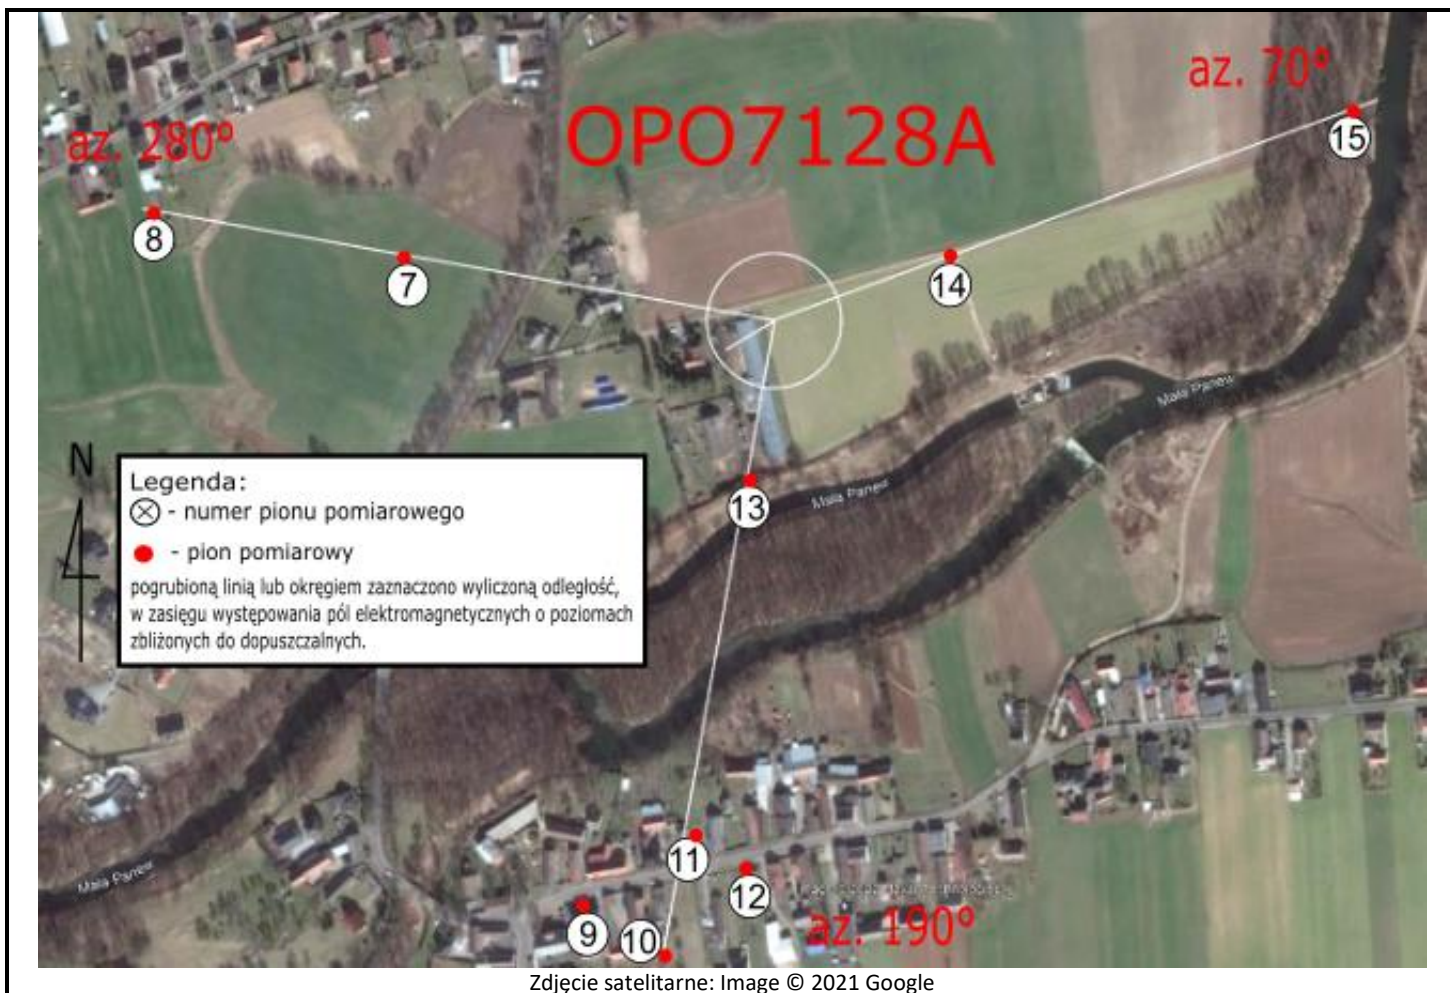 az. 70°
OPO7128A
az. 280°
15
8
7
14
Mała Panew
N
Legenda:
- numer pionu pomiarowego
- pion pomiarowy
pogrubioną linią lub okręgiem zaznaczono wyliczoną odległość,
w zasięgu występowania pól elektromagnetycznych o poziomach
zbliżonych do dopuszczalnych.
13
Mała Panew
11
12
Mała Panew
9
10
az. 190°
Zdjęcie satelitarne: Image © 2021 Google